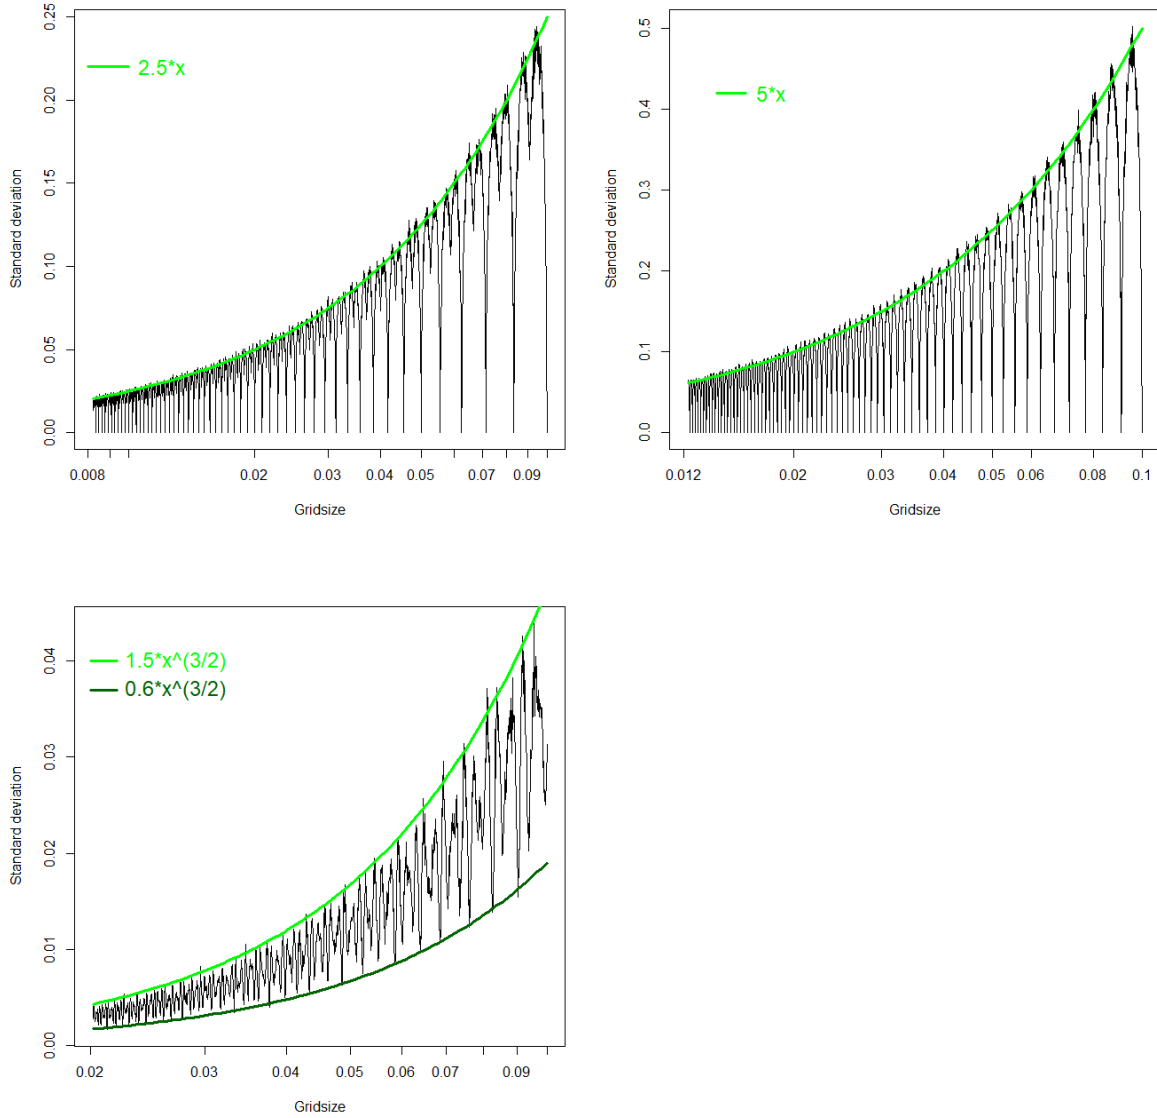 0.00 0.05 0.10 0.15 0.20 0.25
Standard deviation
2.5*x
0.008 0.02 0.03 0.04 0.05 0.07 0.09
Gridsize
0.0 0.1 0.2 0.3 0.4 0.5
Standard deviation
5*x
0.012 0.02 0.03 0.04 0.05 0.06 0.08 0.1
Gridsize
0.00 0.01 0.02 0.03 0.04
Standard deviation
1.5*x^(3/2)
0.6*x^(3/2)
0.02 0.03 0.04 0.05 0.06 0.07 0.09
Gridsize